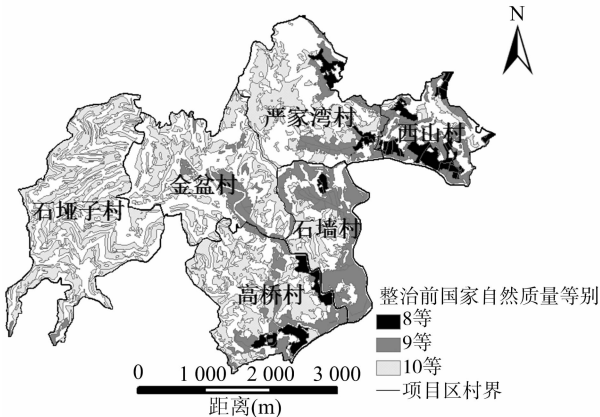 N
严家湾村
西山村
金盆村
石垭子村
石墙村
高桥村
整治前国家自然质量等别
8等
9等
10等
项目区村界
0 1 000 2 000 3 000
距离(m)